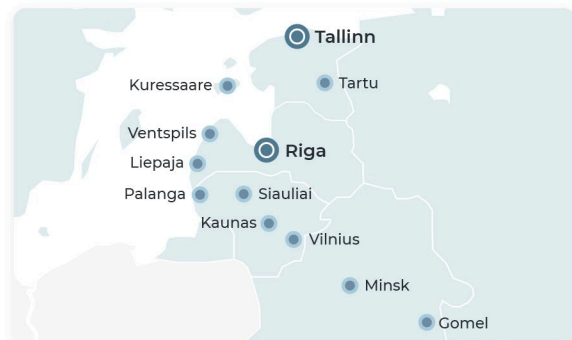 Tallinn
Kuressaare
Tartu
Ventspils
Riga
Liepaja
Palanga
Siauliai
Kaunas
Vilnius
Minsk
Gomel